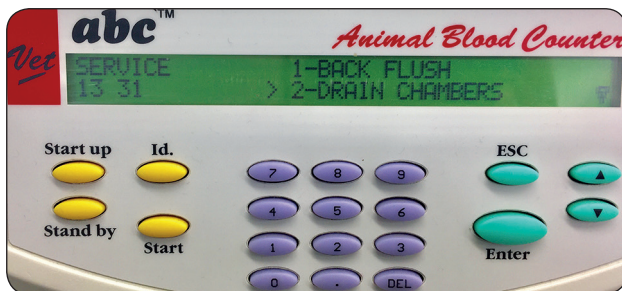 Vet abc™ Animal Blood Counter
SERVICE 1-BACK FLUSH
13 31 > 2-DRAIN CHAMBERS
Start up Id. ESC
7 8 9
Stand by Start Enter
4 5 6
1 2 3
0 . DEL